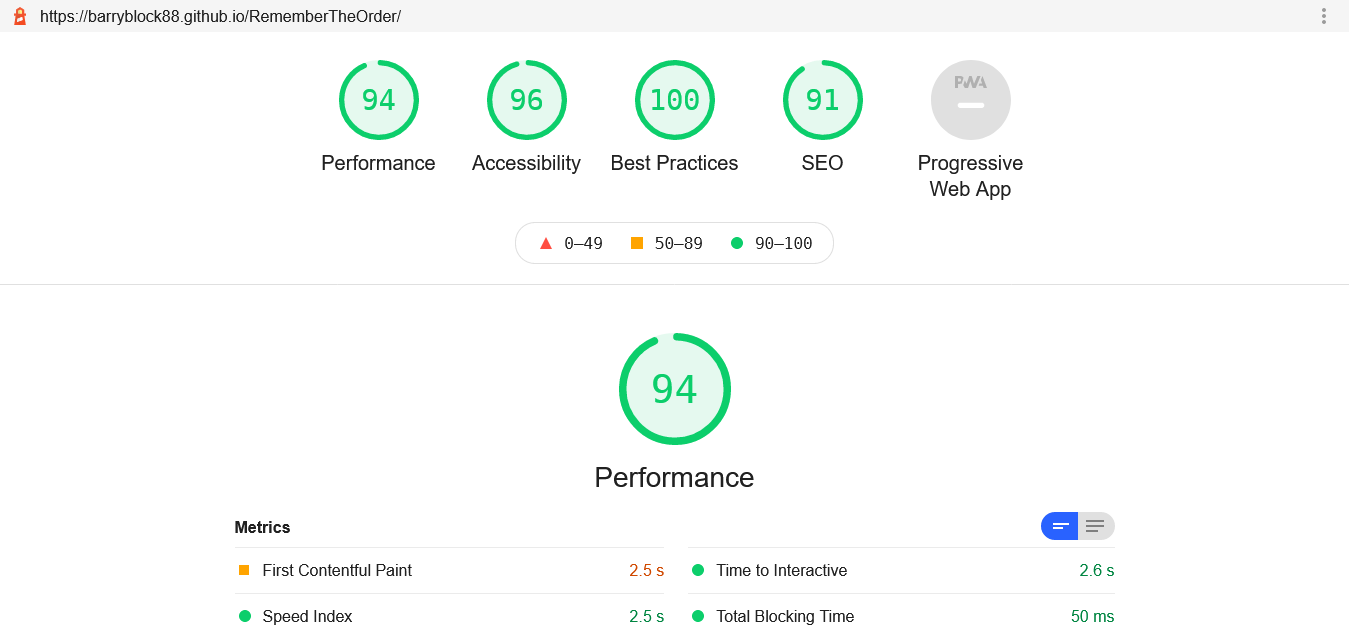 https://barryblock88.github.io/RememberTheOrder/
94 96 100 91 PWA
Performance Accessibility Best Practices SEO Progressive
Web App
0–49 50–89 90–100
94
Performance
Metrics
First Contentful Paint 2.5 s Time to Interactive 2.6 s
Speed Index 2.5 s Total Blocking Time 50 ms